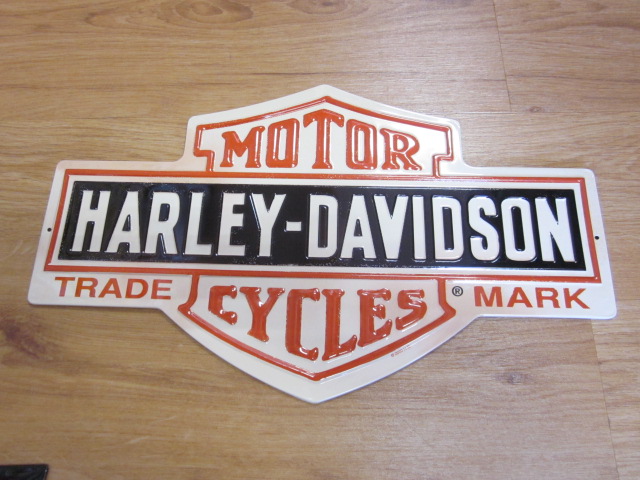 MOTOR
HARLEY-DAVIDSON
TRADE CYCLES ® MARK